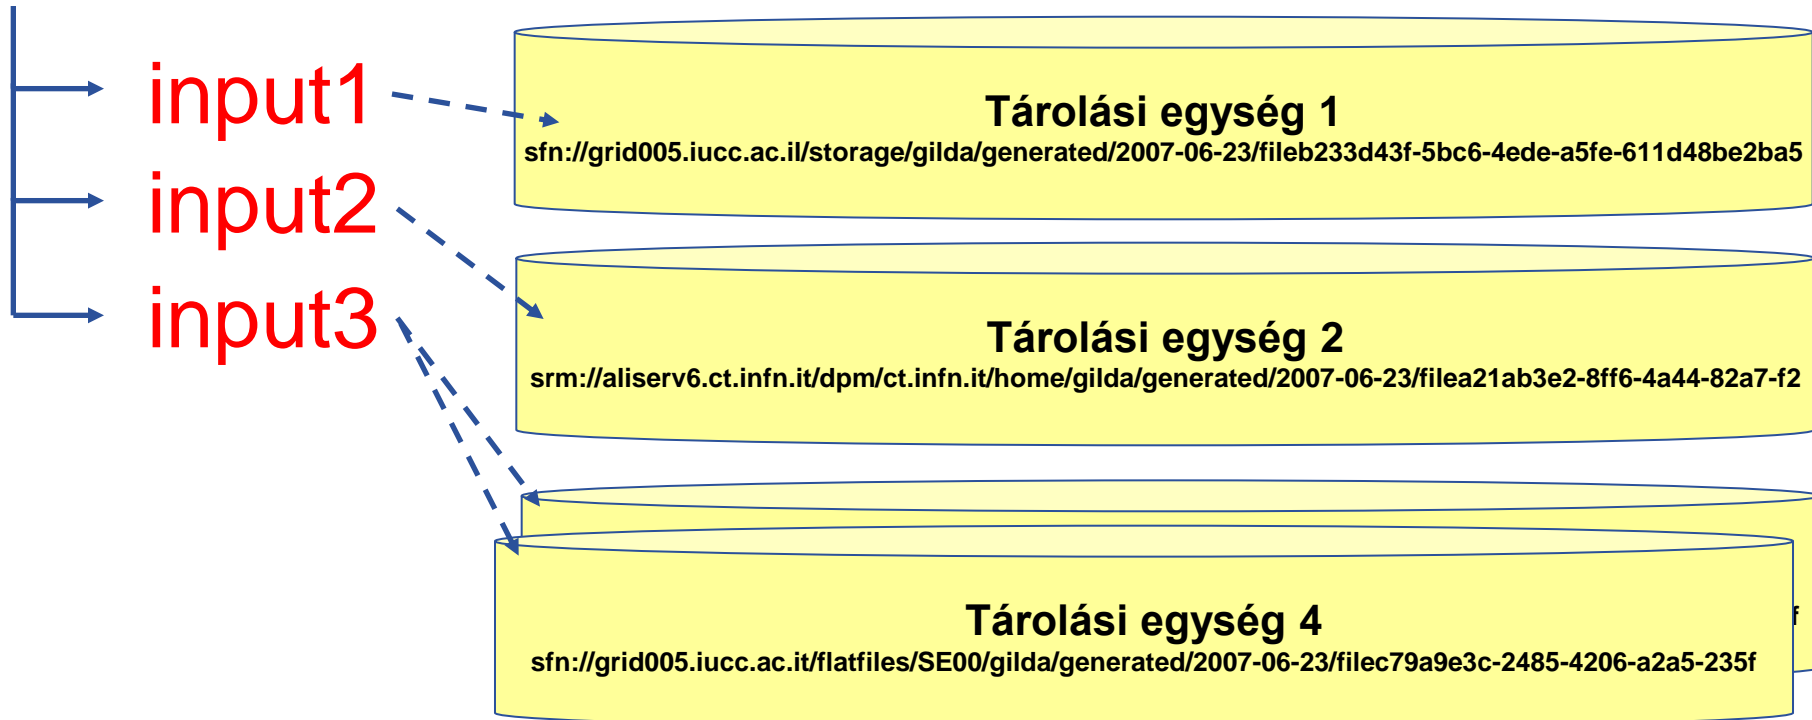 input1
Tárolási egység 1
sfn://grid005.iucc.ac.il/storage/gilda/generated/2007-06-23/fileb233d43f-5bc6-4ede-a5fe-611d48be2ba5
input2
Tárolási egység 2
srm://aliserv6.ct.infn.it/dpm/ct.infn.it/home/gilda/generated/2007-06-23/filea21ab3e2-8ff6-4a44-82a7-f2
input3
Tárolási egység 4
sfn://grid005.iucc.ac.it/flatfiles/SE00/gilda/generated/2007-06-23/filec79a9e3c-2485-4206-a2a5-235f